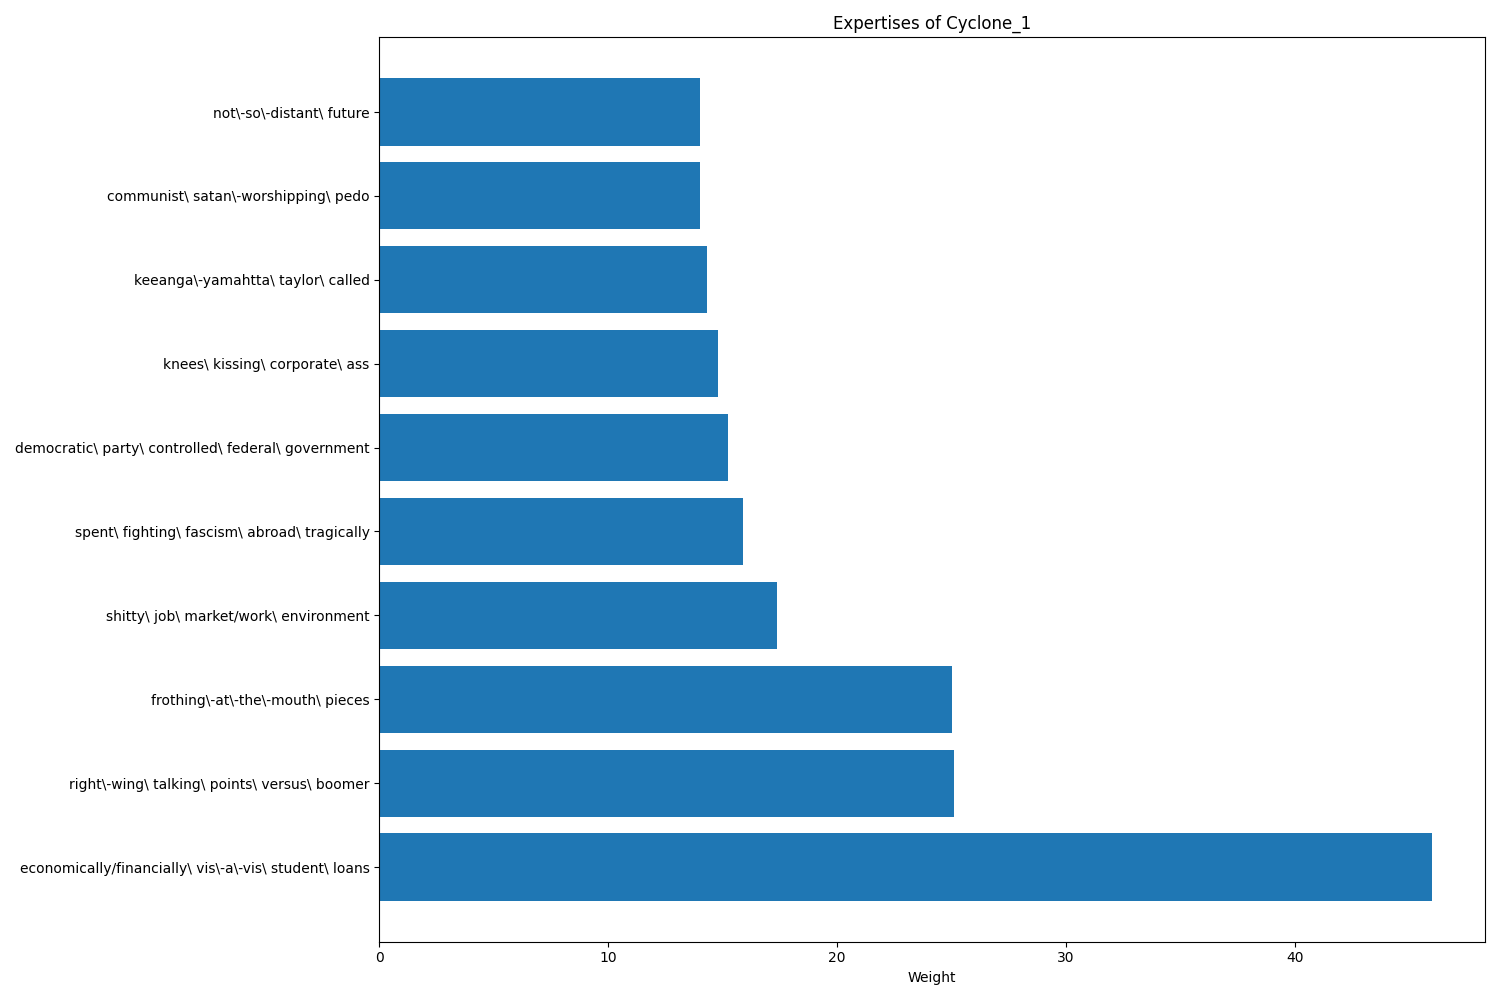 Expertises of Cyclone_1
not\-so\-distant\ future
communist\ satan\-worshipping\ pedo
keeanga\-yamahtta\ taylor\ called
knees\ kissing\ corporate\ ass
democratic\ party\ controlled\ federal\ government
spent\ fighting\ fascism\ abroad\ tragically
shitty\ job\ market/work\ environment
frothing\-at\-the\-mouth\ pieces
right\-wing\ talking\ points\ versus\ boomer
economically/financially\ vis\-a\-vis\ student\ loans
0 10 20 30 40
Weight